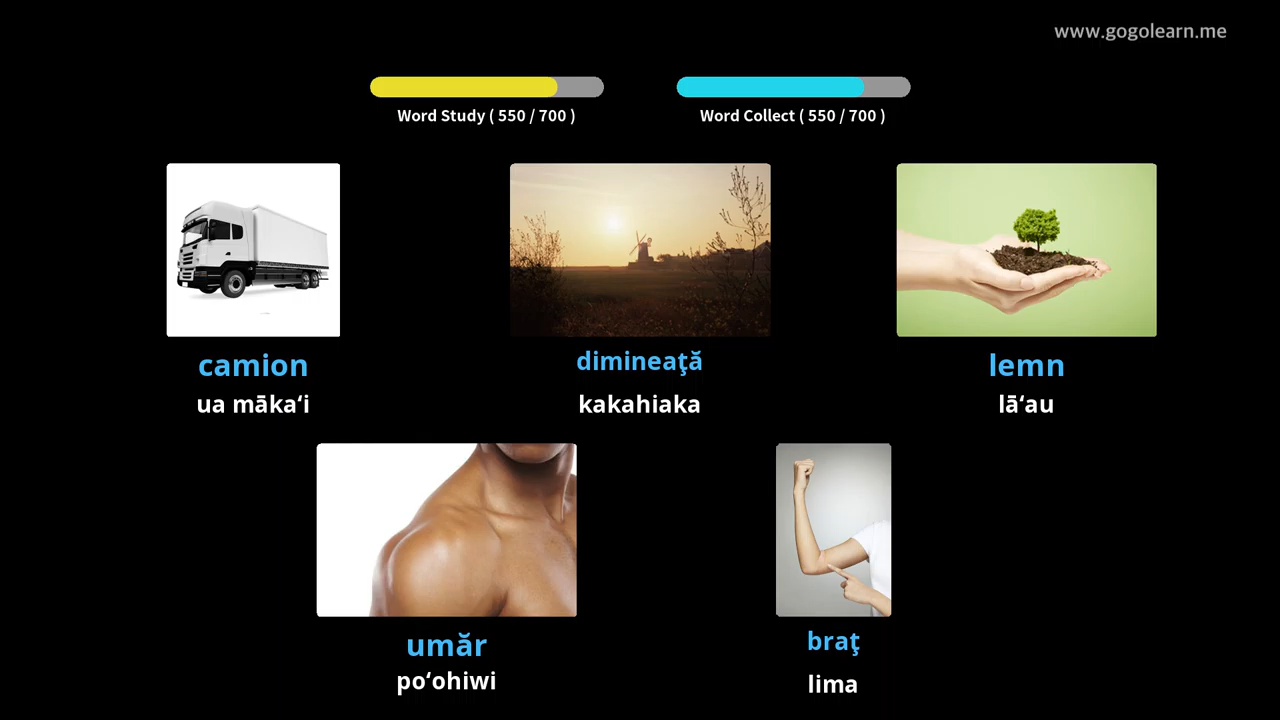 www.gogolearn.me
Word Study ( 550 / 700 )
Word Collect ( 550 / 700 )
camion
ua mākaʻi
dimineaţă
kakahiaka
lemn
lāʻau
umăr
poʻohiwi
braţ
lima